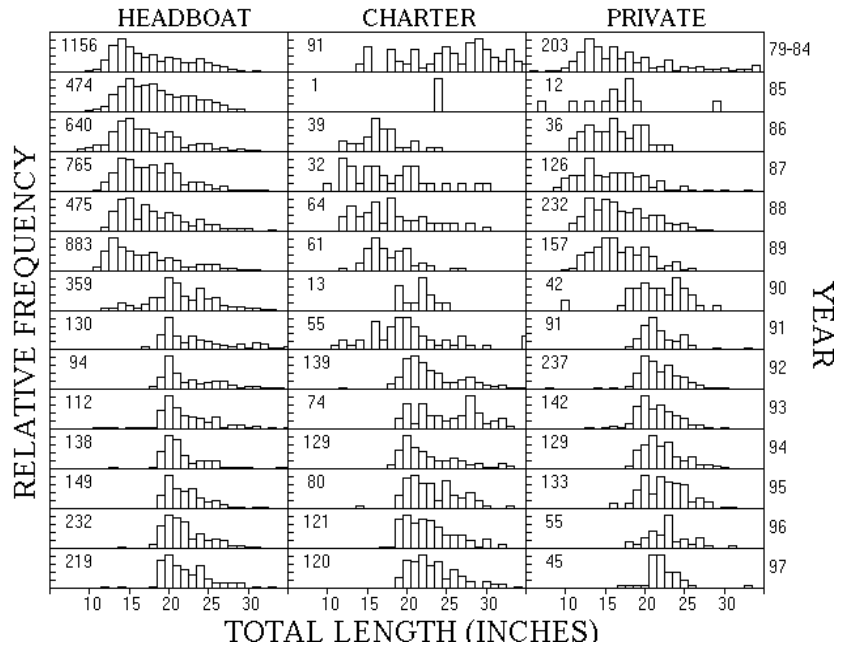 HEADBOAT CHARTER PRIVATE
1156 91 203 79-84
474 1 12 85
640 39 36 86
765 32 126 87
475 64 232 88
883 61 157 89
359 13 42 90
130 55 91 91
94 139 237 92
112 74 142 93
138 129 129 94
149 80 133 95
232 121 55 96
219 120 45 97
RELATIVE FREQUENCY
YEAR
10 15 20 25 30 10 15 20 25 30 10 15 20 25 30
TOTAL LENGTH (INCHES)